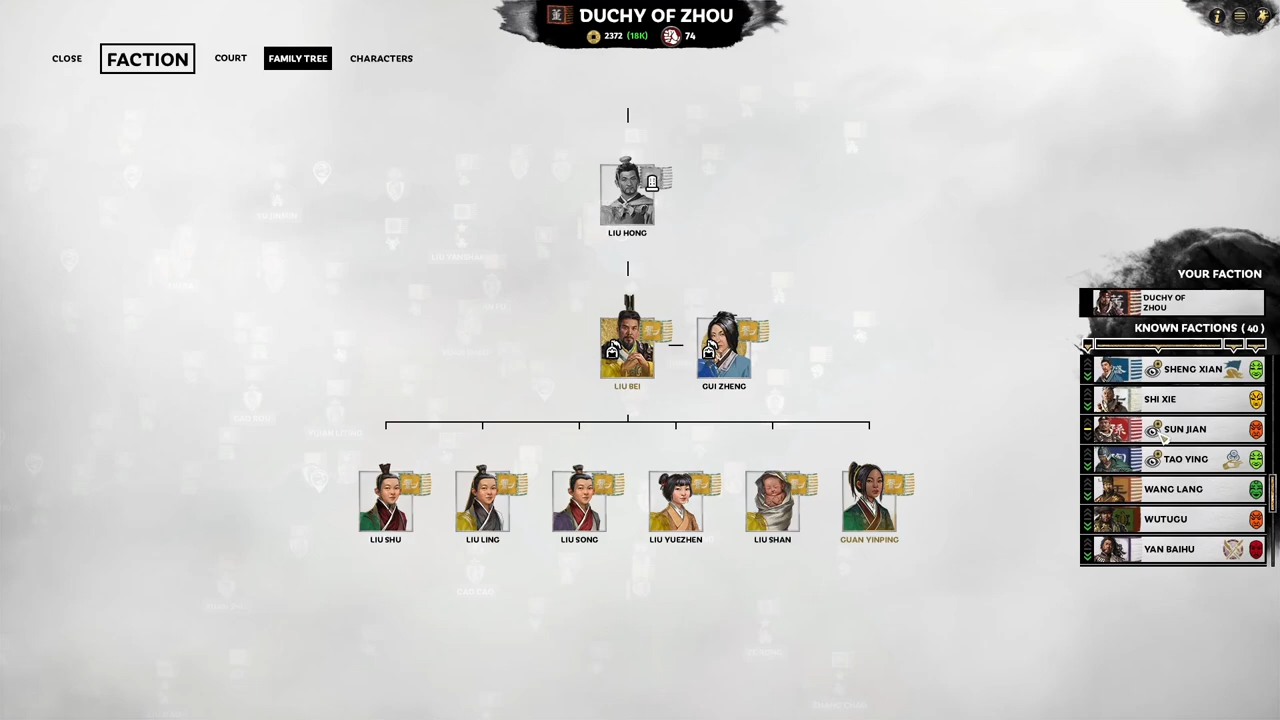 DUCHY OF ZHOU
2372 (18K) 74
CLOSE FACTION COURT FAMILY TREE CHARACTERS
LIU HONG
YOUR FACTION
DUCHY OF
ZHOU
KNOWN FACTIONS ( 40 )
LIU BEI GUI ZHENG
SHENG XIAN
SHI XIE
SUN JIAN
TAO YING
WANG LANG
WUTUGU
YAN BAIHU
LIU SHU LIU LING LIU SONG LIU YUEZHEN LIU SHAN GUAN YINPING
CAO CAO